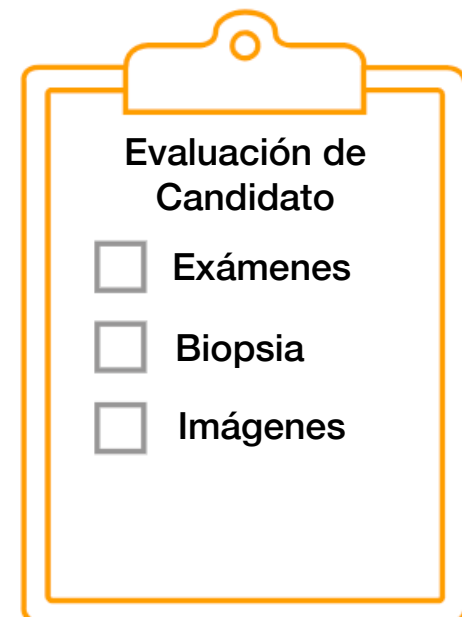 Evaluación de
Candidato
Exámenes
Biopsia
Imágenes